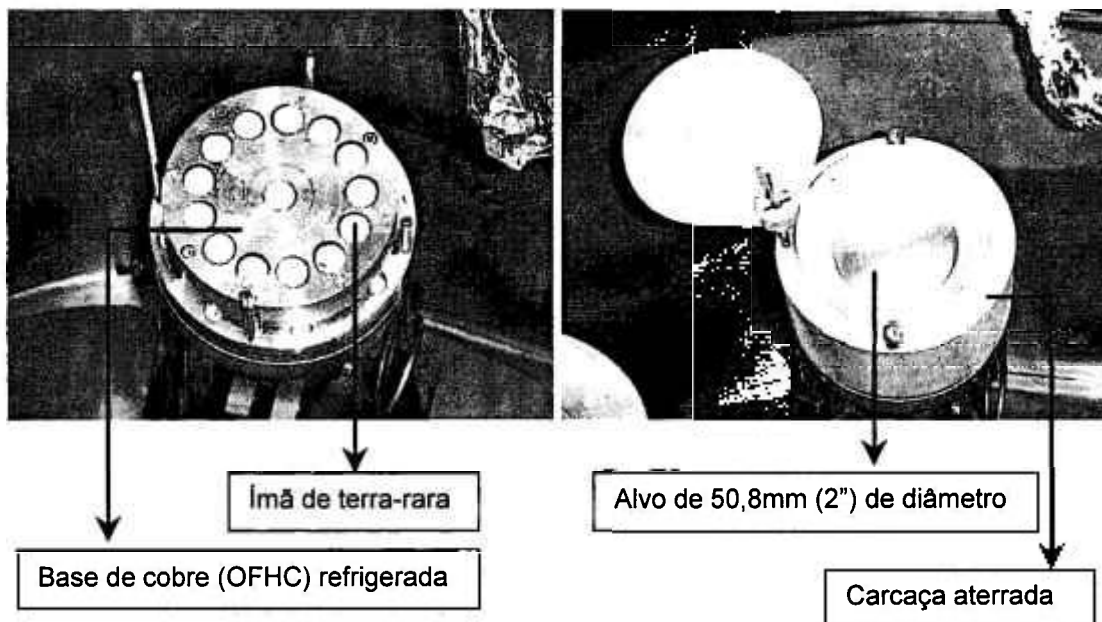 Ímã de terra-rara
Base de cobre (OFHC) refrigerada
Alvo de 50,8mm (2”) de diâmetro
Carcaça aterrada